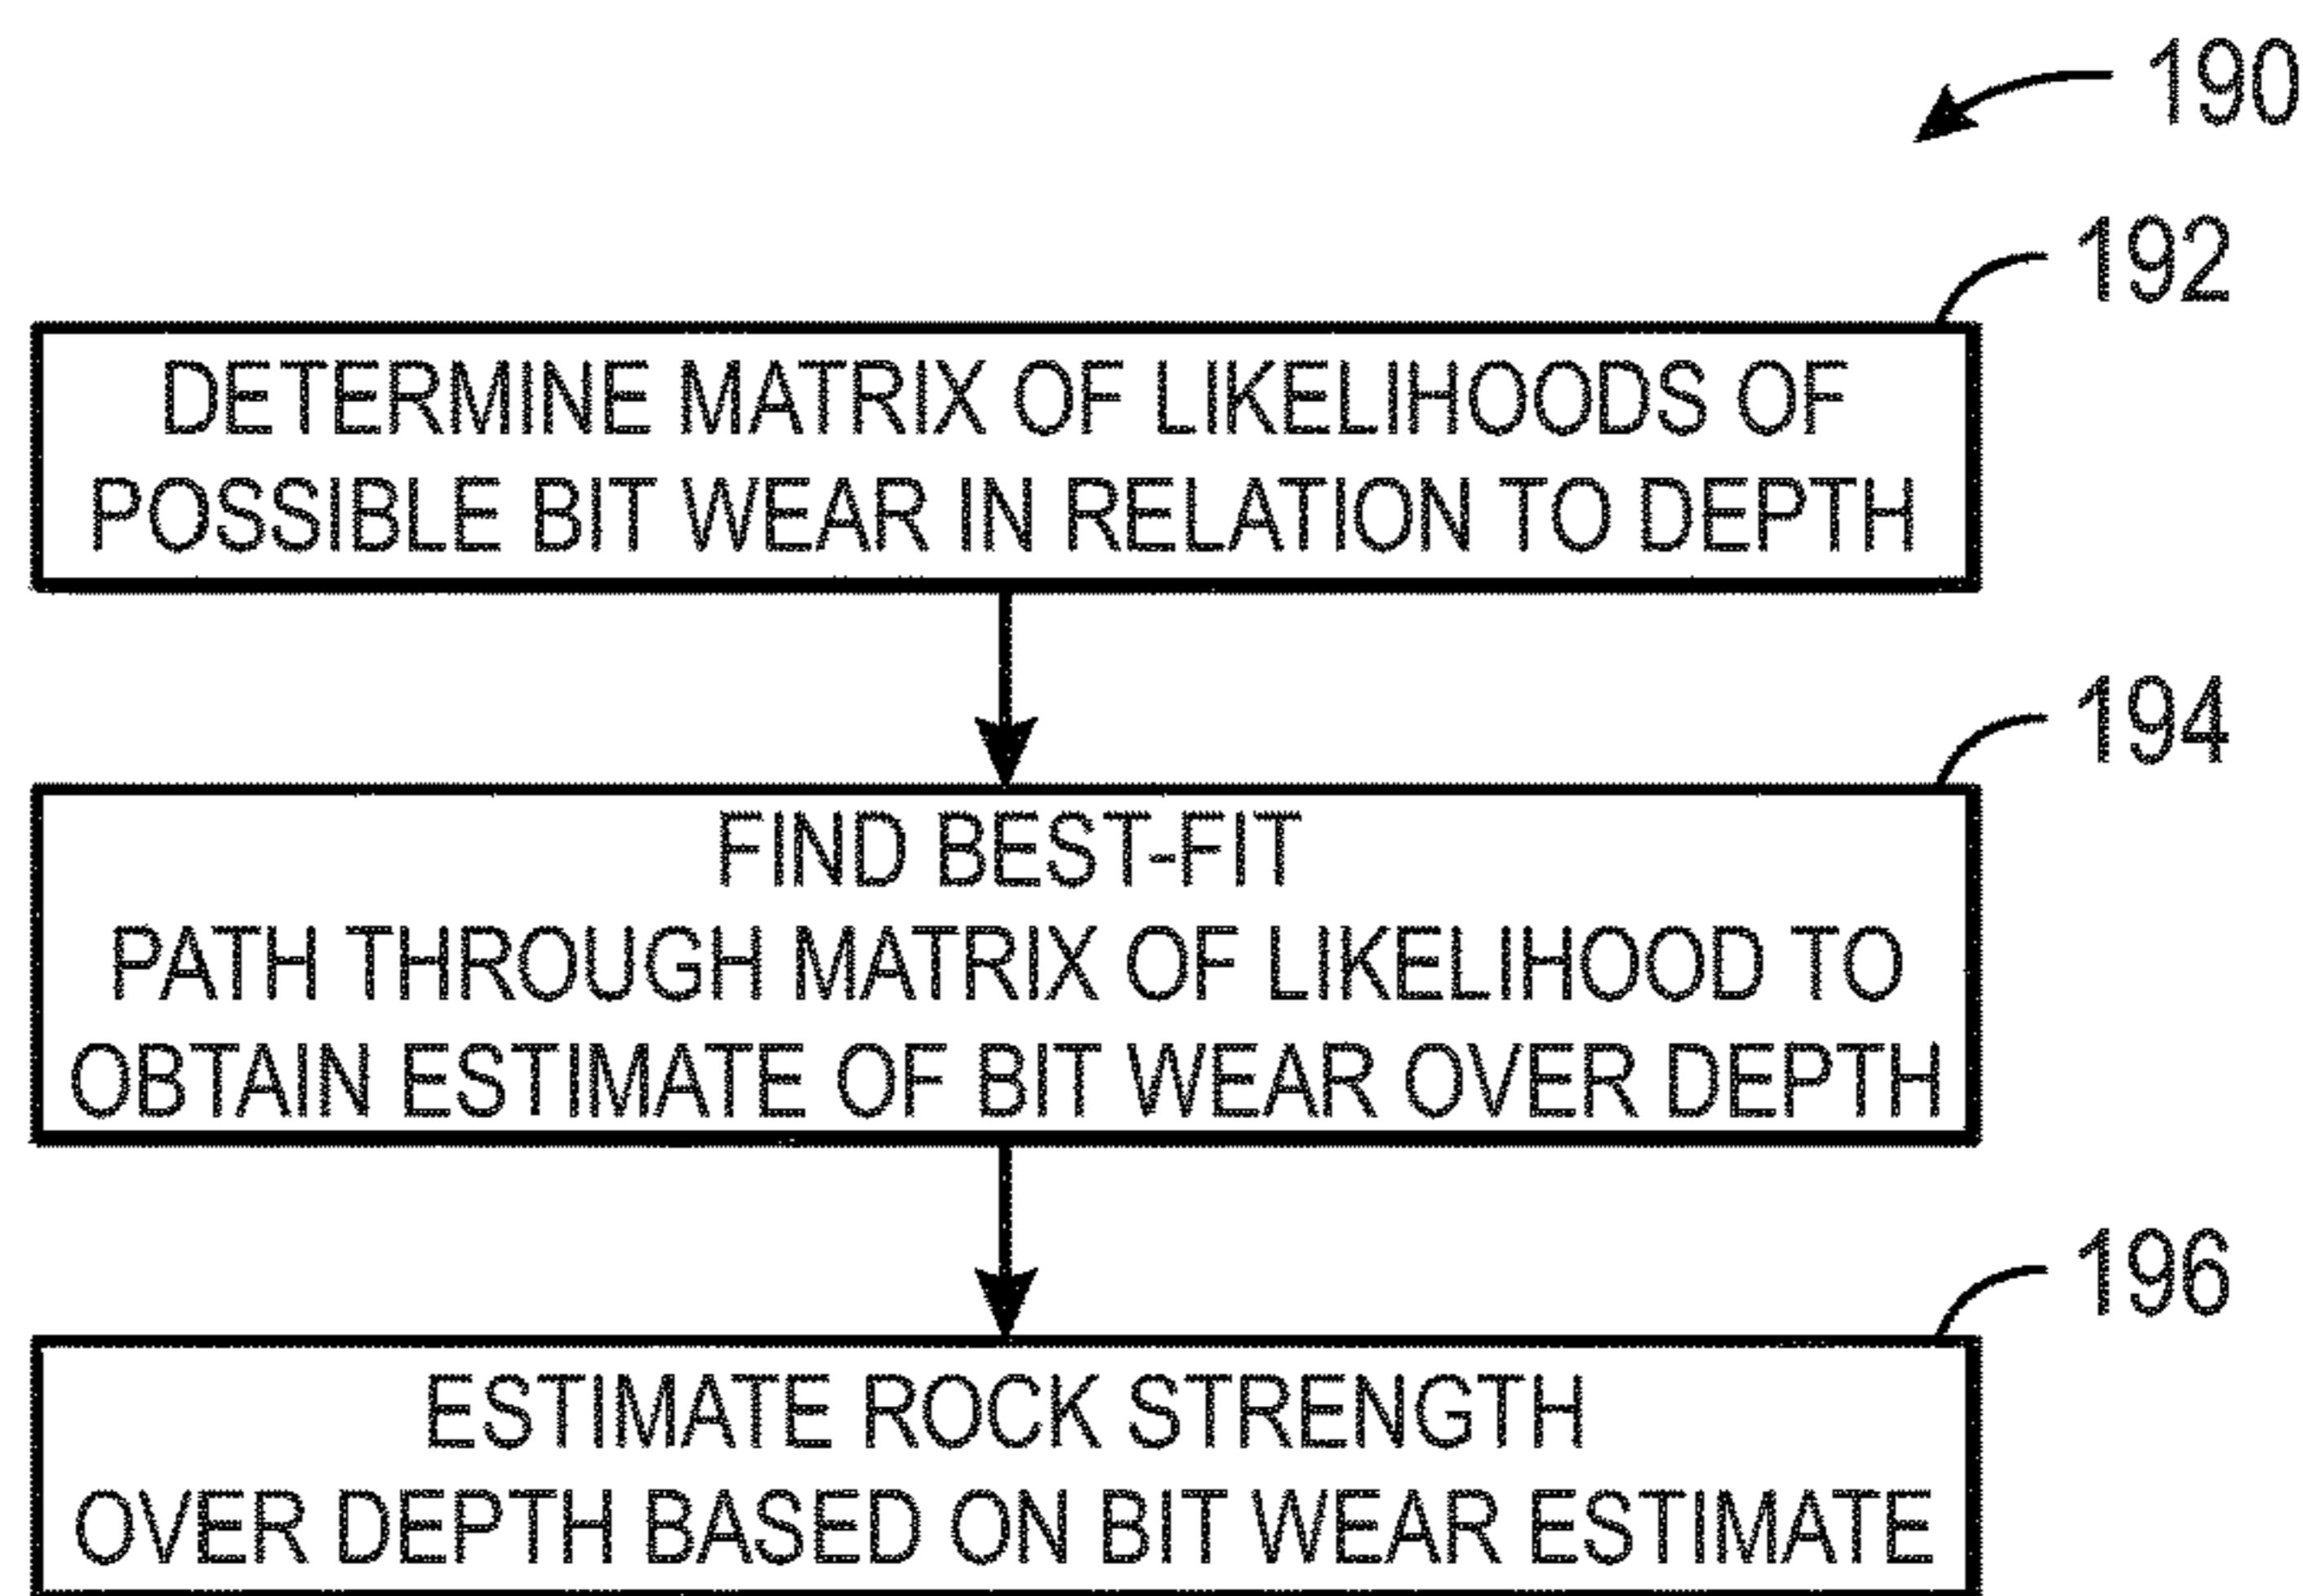 190
192
DETERMINE MATRIX OF LIKELIHOODS OF
POSSIBLE BIT WEAR IN RELATION TO DEPTH
194
FIND BEST-FIT
PATH THROUGH MATRIX OF LIKELIHOOD TO
OBTAIN ESTIMATE OF BIT WEAR OVER DEPTH
196
ESTIMATE ROCK STRENGTH
OVER DEPTH BASED ON BIT WEAR ESTIMATE